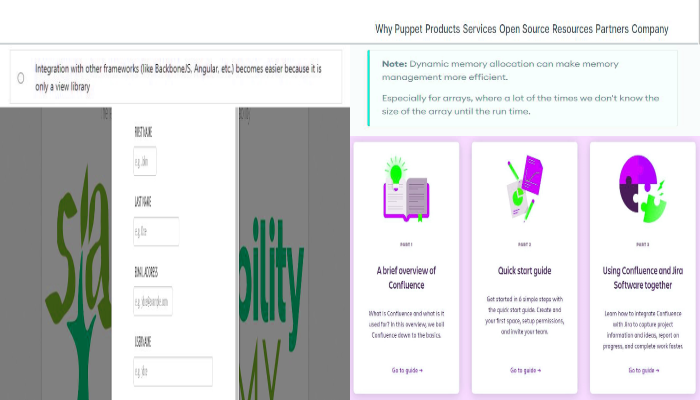 Why Puppet Products Services Open Source Resources Partners Company
Integration with other frameworks (like BackboneJS, Angular, etc.) becomes easier because it is
only a view library
Note: Dynamic memory allocation can make memory
management more efficient.
Especially for arrays, where a lot of the times we don't know the
size of the array until the run time.
FIRST NAME
e.g. John
LAST NAME
e.g. Doe
EMAIL ADDRESS
e.g. jdoe@example.com
USERNAME
e.g. jdoe
Sta
bility
MY
PART 1
A brief overview of
Confluence
What is Confluence and what is it
used for? In this overview, we boil
Confluence down to the basics.
Go to guide →
PART 2
Quick start guide
Get started in 6 simple steps with
the quick start guide. Create and
your first space, setup permissions,
and invite your team.
Go to guide →
PART 3
Using Confluence and Jira
Software together
Learn how to integrate Confluence
with Jira to capture project
information and ideas, report on
progress, and complete work faster.
Go to guide →